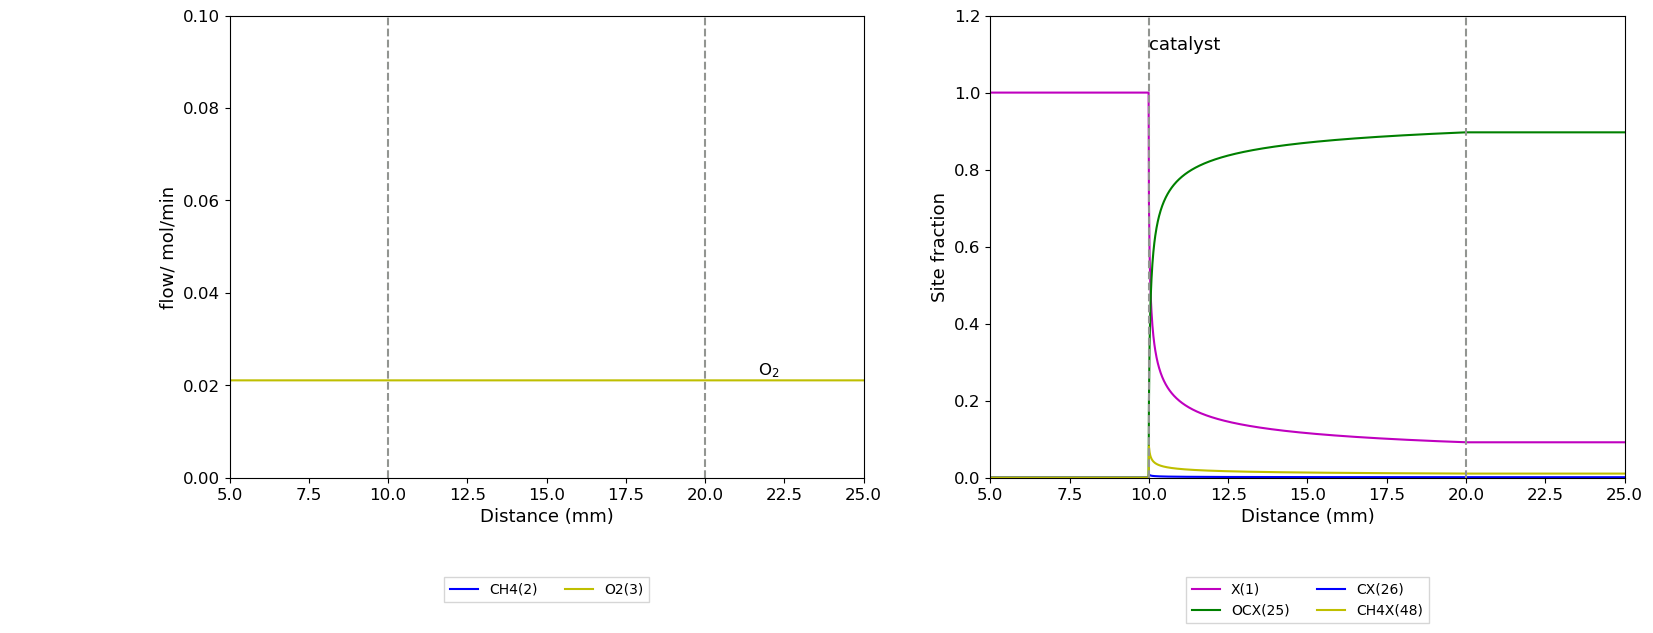 0.10
0.08
0.06
0.04
0.02
0.00
flow/ mol/min
O2
5.0 7.5 10.0 12.5 15.0 17.5 20.0 22.5 25.0
Distance (mm)
CH4(2) O2(3)
1.2
1.0
0.8
0.6
0.4
0.2
0.0
Site fraction
catalyst
5.0 7.5 10.0 12.5 15.0 17.5 20.0 22.5 25.0
Distance (mm)
X(1) CX(26)
OCX(25) CH4X(48)